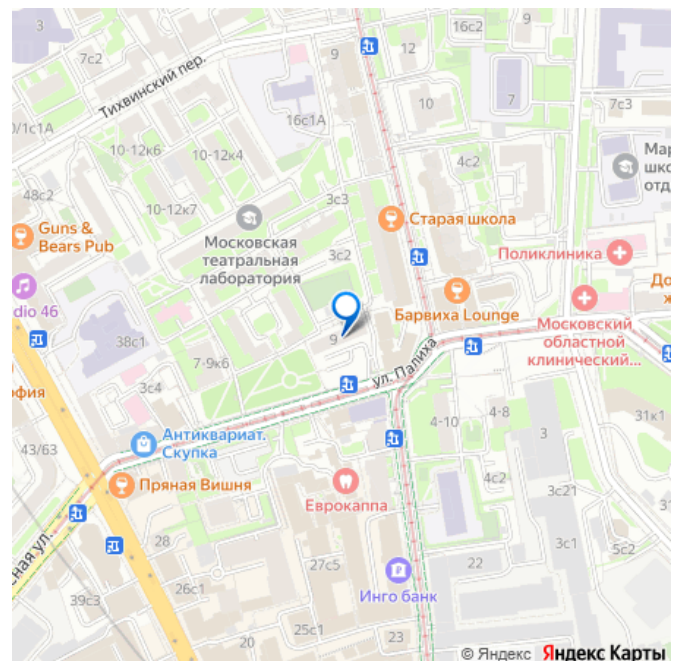 3
7с2
9
12
16с2
9
Тихвинский пер.
16с1А
10
7
7с3
0/1с1А
10-12к6
10-12к4
4с2
Мар
шко
отд
48с2
3с3
10-12к7
Guns &
Bears Pub
Московская
театральная
лаборатория
Старая школа
3с2
Поликлиника
dio 46
Барвиха Lounge
До
ж
38с1
9
Московский
областной
клинический...
7-9к6
ул. Палиха
офия
3с4
4-10
4-8
31к1
43/63
Антиквариат.
Скупка
3
4с2
Пряная Вишня
Еврокаппа
3с21
сная ул.
28
27с5
22
3с1
5с2
26с1
Инго банк
39с3
20
25с1
23
© Яндекс Яндекс Карты